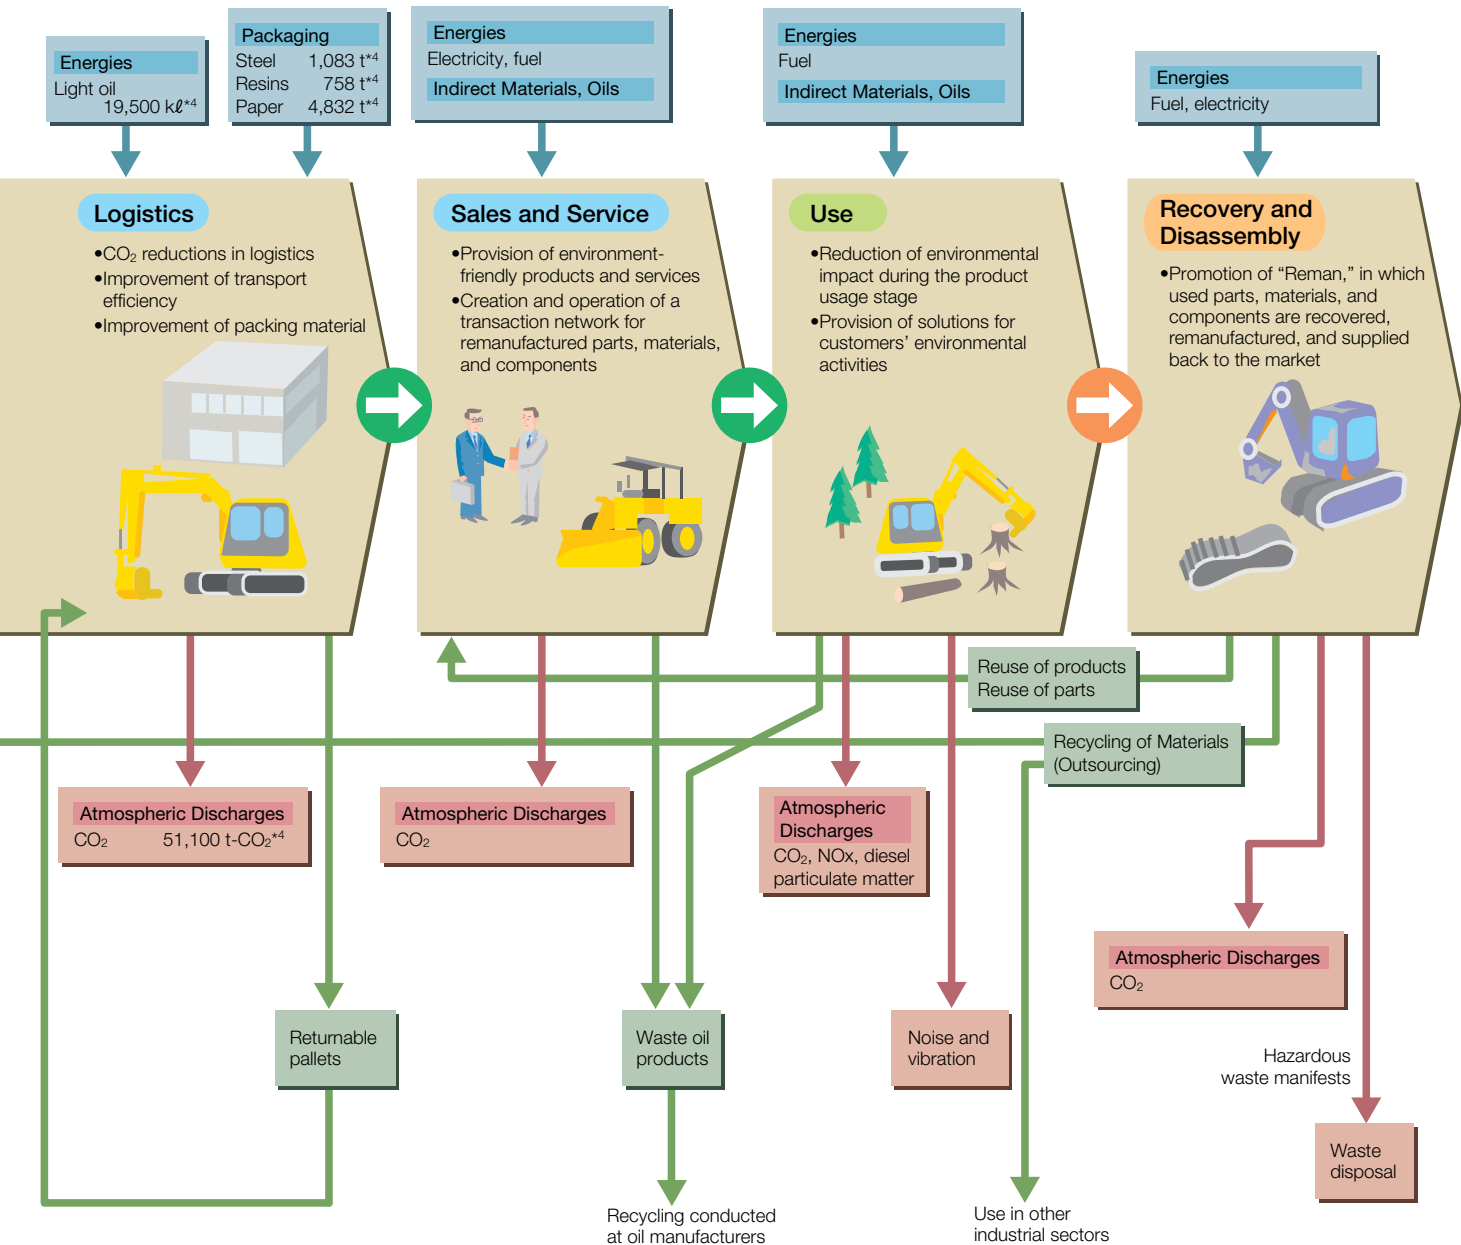 Energies
Light oil
19,500 kℓ*4
Packaging
Steel 1,083 t*4
Resins 758 t*4
Paper 4,832 t*4
Energies
Electricity, fuel
Indirect Materials, Oils
Energies
Fuel
Indirect Materials, Oils
Energies
Fuel, electricity
Logistics
•CO2 reductions in logistics
•Improvement of transport
efficiency
•Improvement of packing material
Sales and Service
•Provision of environment-
friendly products and services
•Creation and operation of a
transaction network for
remanufactured parts, materials,
and components
Use
•Reduction of environmental
impact during the product
usage stage
•Provision of solutions for
customers’ environmental
activities
Recovery and
Disassembly
•Promotion of “Reman,” in which
used parts, materials, and
components are recovered,
remanufactured, and supplied
back to the market
Reuse of products
Reuse of parts
Recycling of Materials
(Outsourcing)
Atmospheric Discharges
CO2 51,100 t-CO2*4
Atmospheric Discharges
CO2
Atmospheric
Discharges
CO2, NOx, diesel
particulate matter
Atmospheric Discharges
CO2
Returnable
pallets
Waste oil
products
Noise and
vibration
Hazardous
waste manifests
Waste
disposal
Recycling conducted
at oil manufacturers
Use in other
industrial sectors